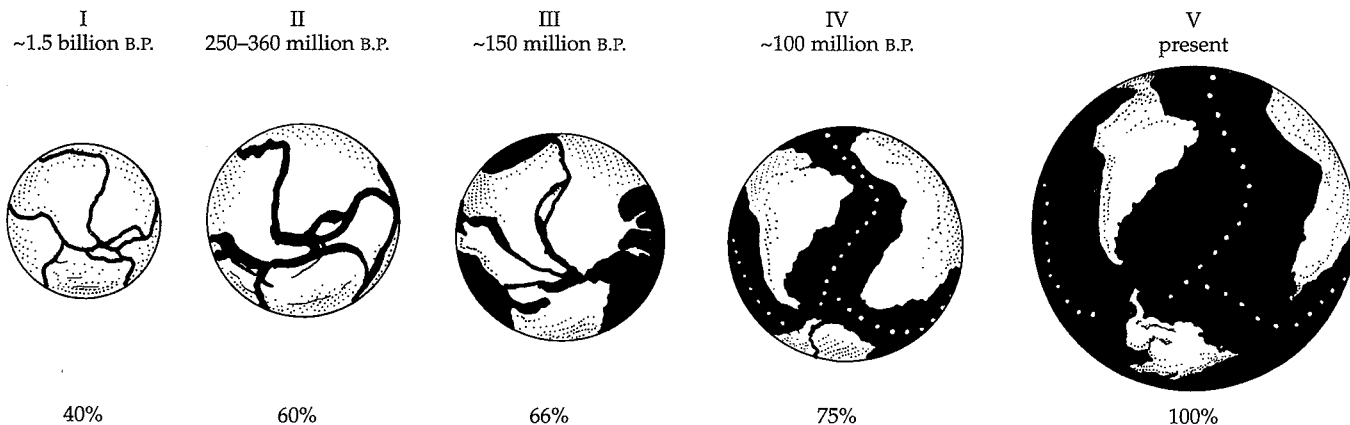 I
~1.5 billion B.P.
II
250–360 million B.P.
III
~150 million B.P.
IV
~100 million B.P.
V
present
40%
60%
66%
75%
100%